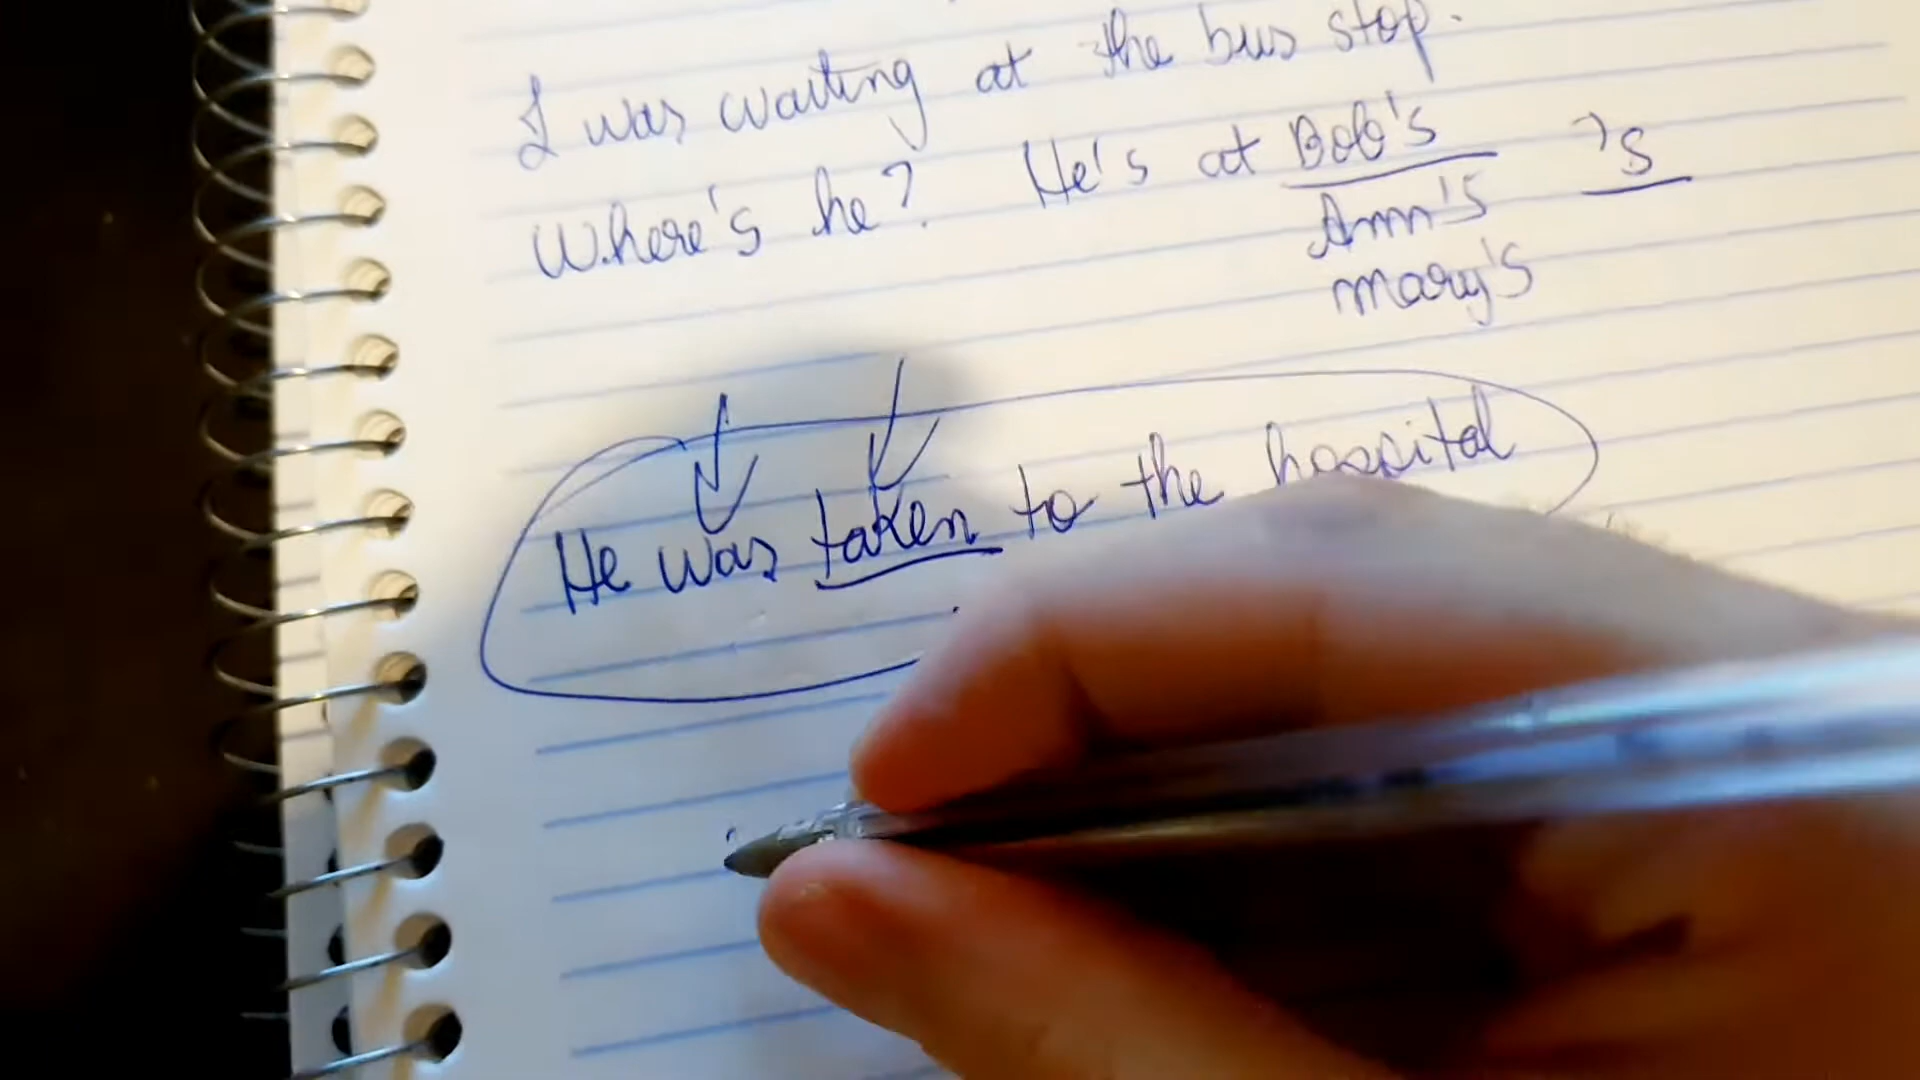 I was waiting at the bus stop.
Where's he? He's at Bob's 's
Ann's
Mary's
He was taken to the hospital